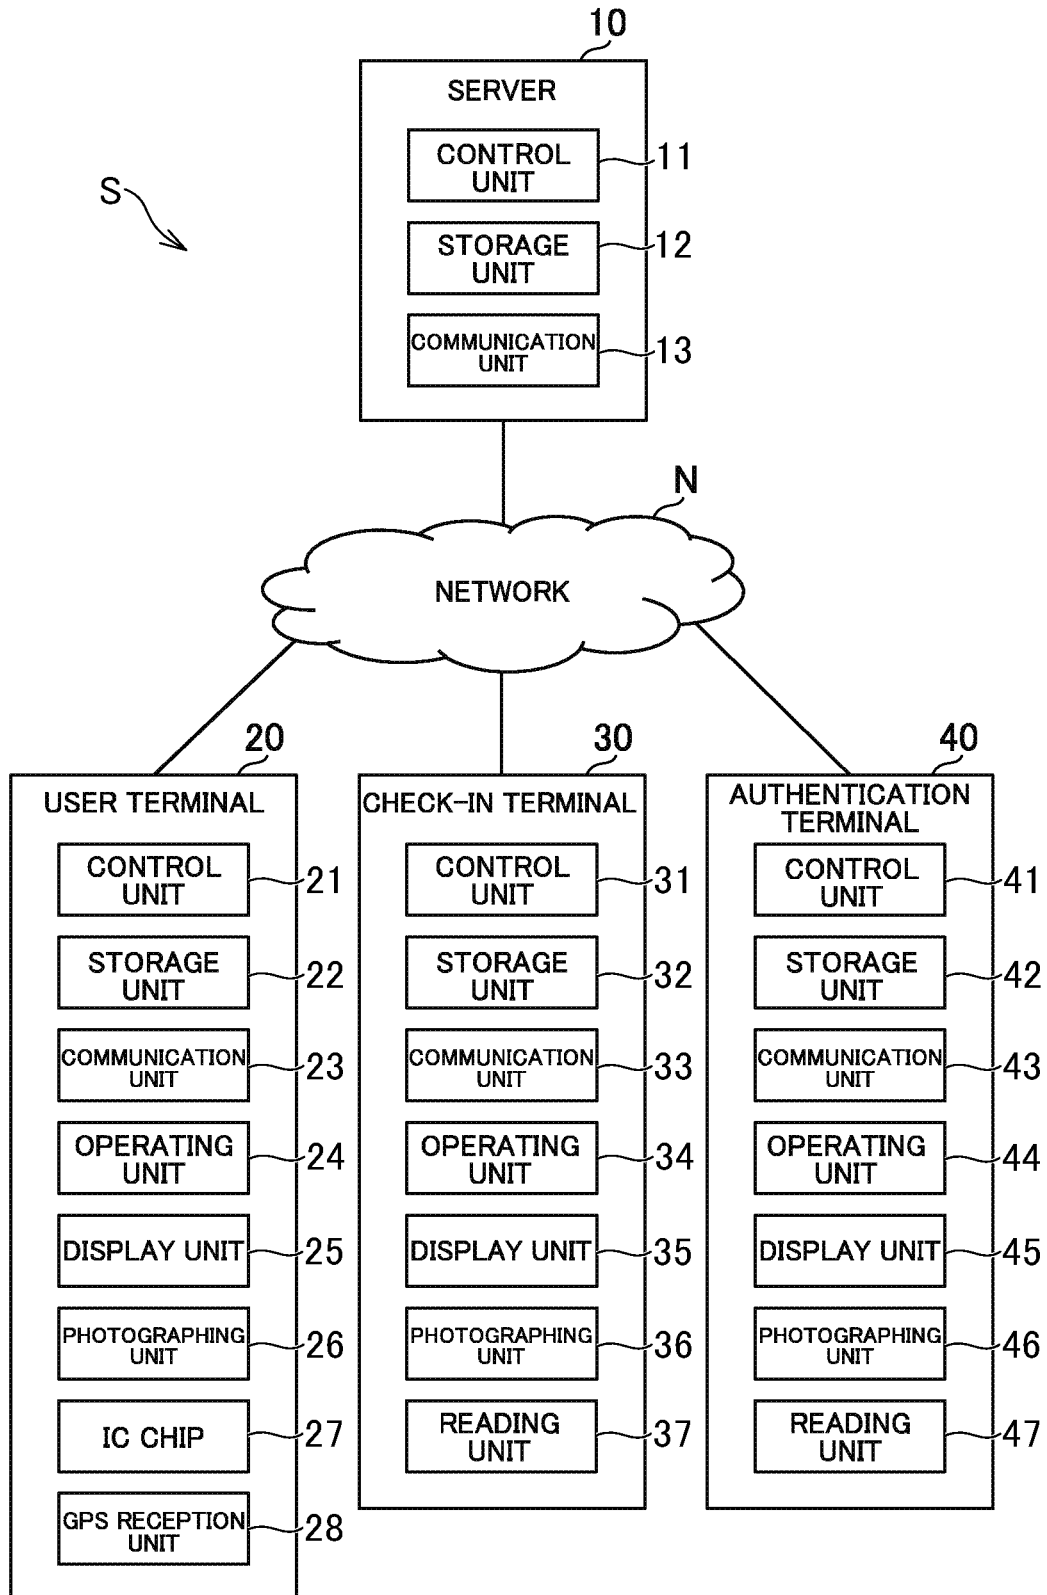 10
SERVER
CONTROL
UNIT
11
S
STORAGE
UNIT
12
COMMUNICATION
UNIT
13
N
NETWORK
20
USER TERMINAL
CONTROL
UNIT
21
STORAGE
UNIT
22
COMMUNICATION
UNIT
23
OPERATING
UNIT
24
DISPLAY UNIT
25
PHOTOGRAPHING
UNIT
26
IC CHIP
27
GPS RECEPTION
UNIT
28
30
CHECK-IN TERMINAL
CONTROL
UNIT
31
STORAGE
UNIT
32
COMMUNICATION
UNIT
33
OPERATING
UNIT
34
DISPLAY UNIT
35
PHOTOGRAPHING
UNIT
36
READING
UNIT
37
40
AUTHENTICATION
TERMINAL
CONTROL
UNIT
41
STORAGE
UNIT
42
COMMUNICATION
UNIT
43
OPERATING
UNIT
44
DISPLAY UNIT
45
PHOTOGRAPHING
UNIT
46
READING
UNIT
47